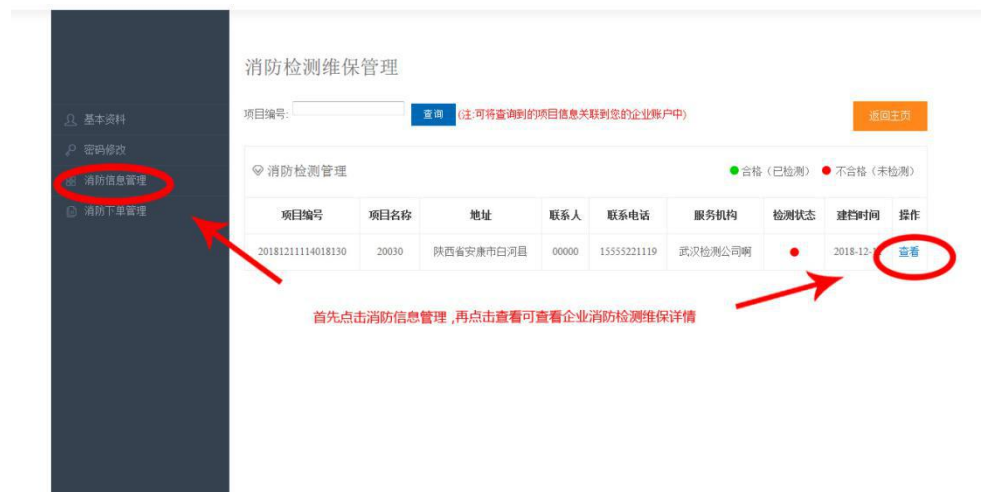 消防检测维保管理
项目编号:
查询
(注:可将查询到的项目信息关联到您的企业账户中)
返回主页
基本资料
密码修改
消防信息管理
消防下单管理
消防检测管理
合格（已检测）
不合格（未检测）
项目编号 项目名称 地址 联系人 联系电话 服务机构 检测状态 建档时间 操作
20181211114018130 20030 陕西省安康市白河县 00000 15555221119 武汉检测公司啊 2018-12- 查看
首先点击消防信息管理 ,再点击查看可查看企业消防检测维保详情